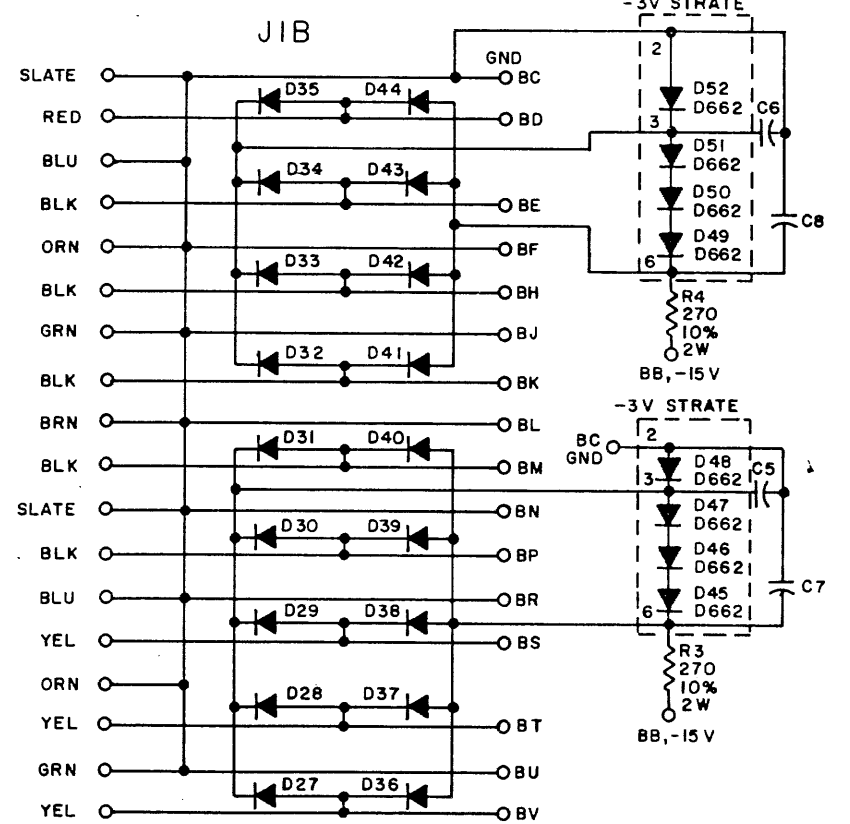 -3V STRATE
J1B
GND
SLATE BC
D35 D44
RED BD
BLU
D34 D43
BLK BE
ORN BF
D33 D42
BLK BH
GRN BJ
D32 D41
BLK BK
BRN BL
D31 D40
BLK BM
SLATE BN
D30 D39
BLK BP
BLU BR
D29 D38
YEL BS
ORN
D28 D37
YEL BT
GRN BU
D27 D36
YEL BV
2
D52
D662
C6
3
D51
D662
D50
D662
C8
D49
D662
6
R4
270
10%
2W
BB,-15V
-3V STRATE
BC
GND
2
D48
D662
C5
3
D47
D662
D46
D662
C7
D45
D662
6
R3
270
10%
2W
BB,-15V